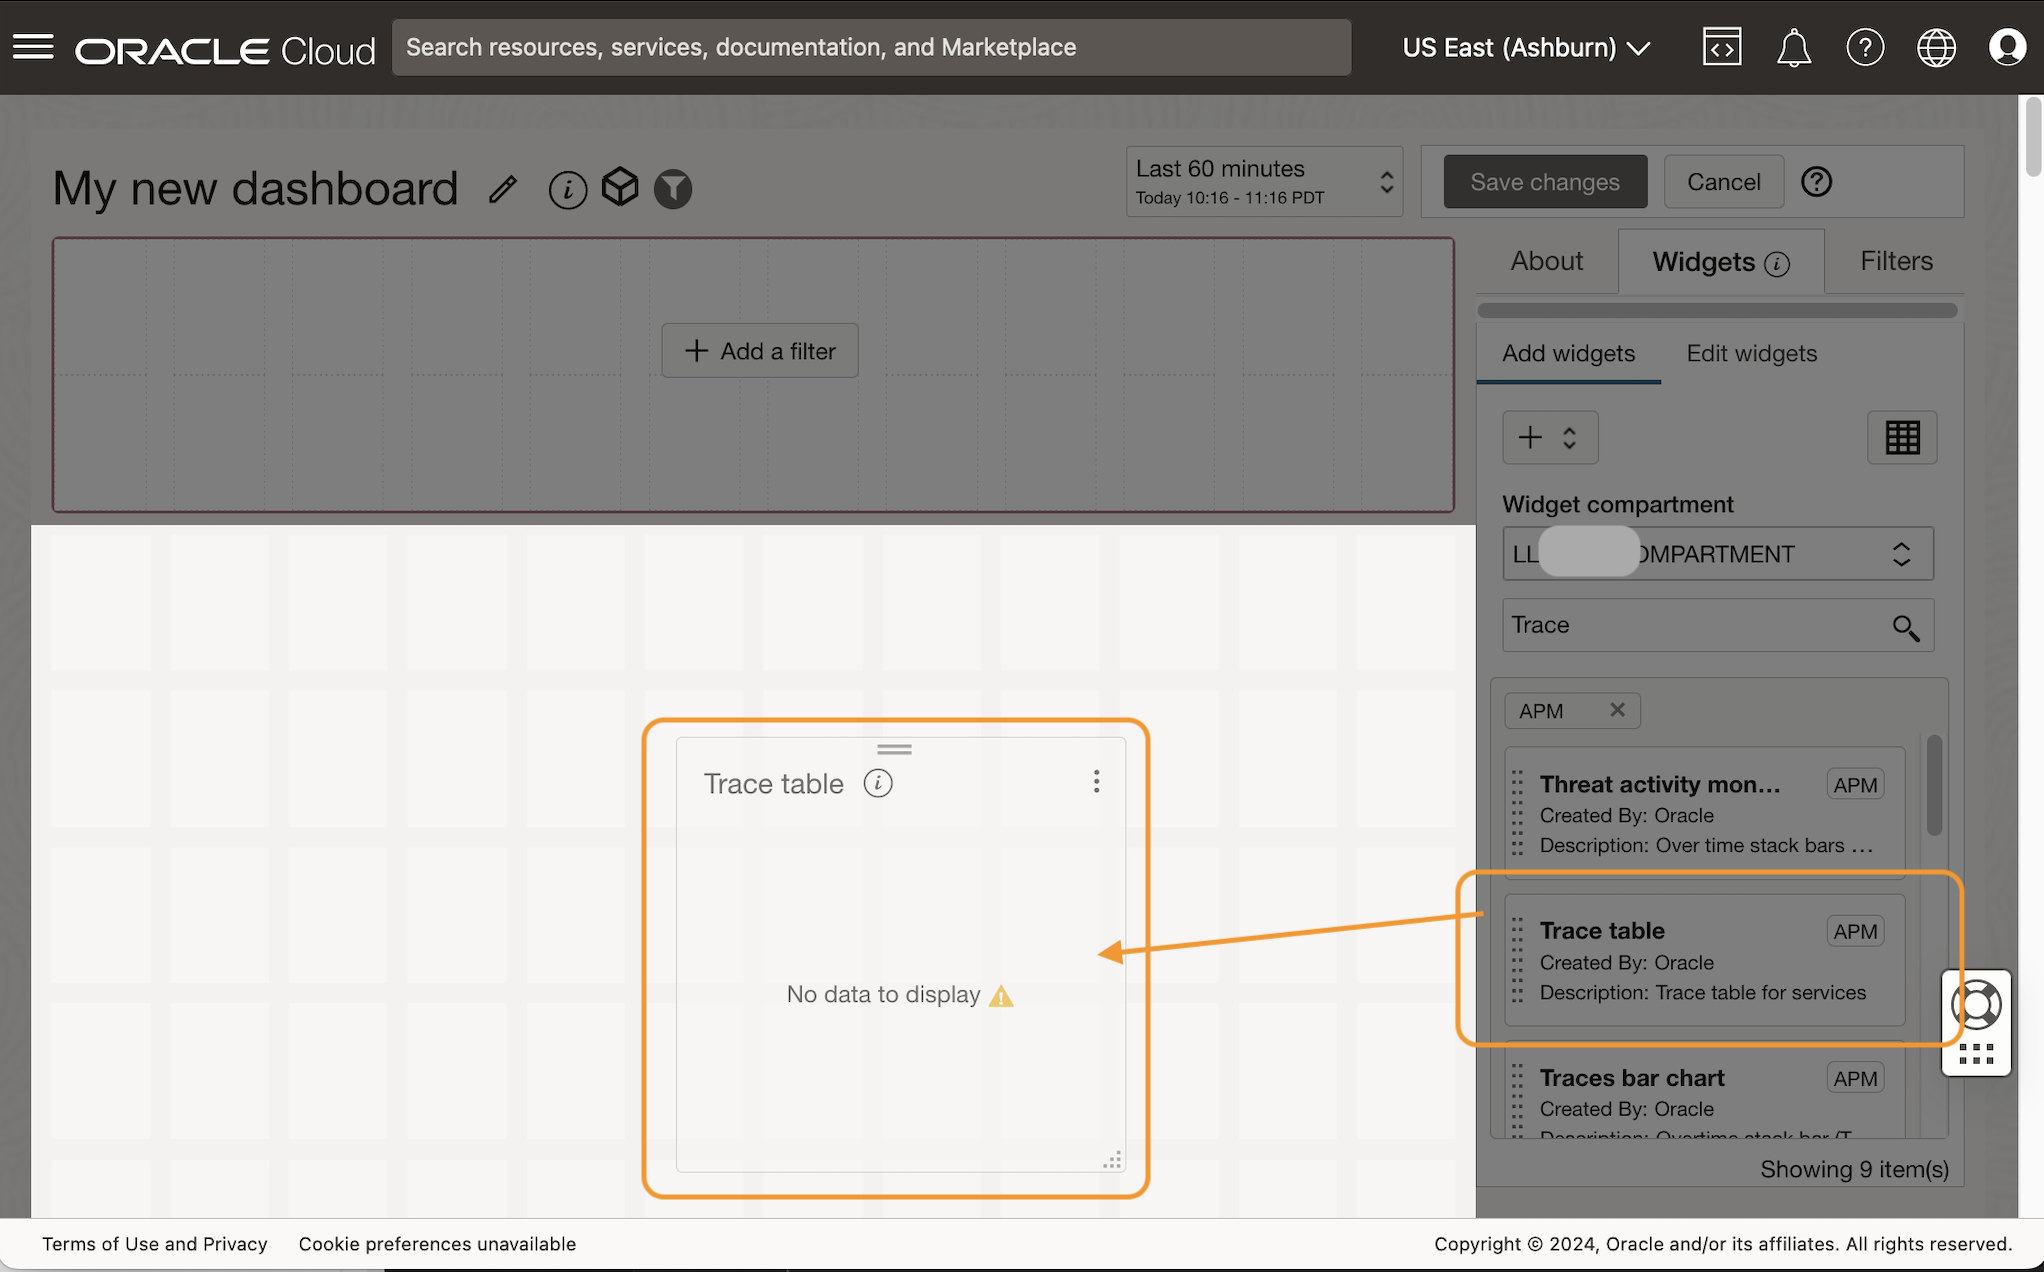 ORACLE Cloud
Search resources, services, documentation, and Marketplace
US East (Ashburn)
My new dashboard
Last 60 minutes
Today 10:16 - 11:16 PDT
Save changes
Cancel
About
Widgets
Filters
Add a filter
Add widgets
Edit widgets
Widget compartment
LL OMPARTMENT
Trace
APM
Threat activity mon...
APM
Created By: Oracle
Description: Over time stack bars ...
Trace table
No data to display
Trace table
APM
Created By: Oracle
Description: Trace table for services
Traces bar chart
APM
Created By: Oracle
Description: Overtime stack bar (T
Showing 9 item(s)
Terms of Use and Privacy
Cookie preferences unavailable
Copyright © 2024, Oracle and/or its affiliates. All rights reserved.